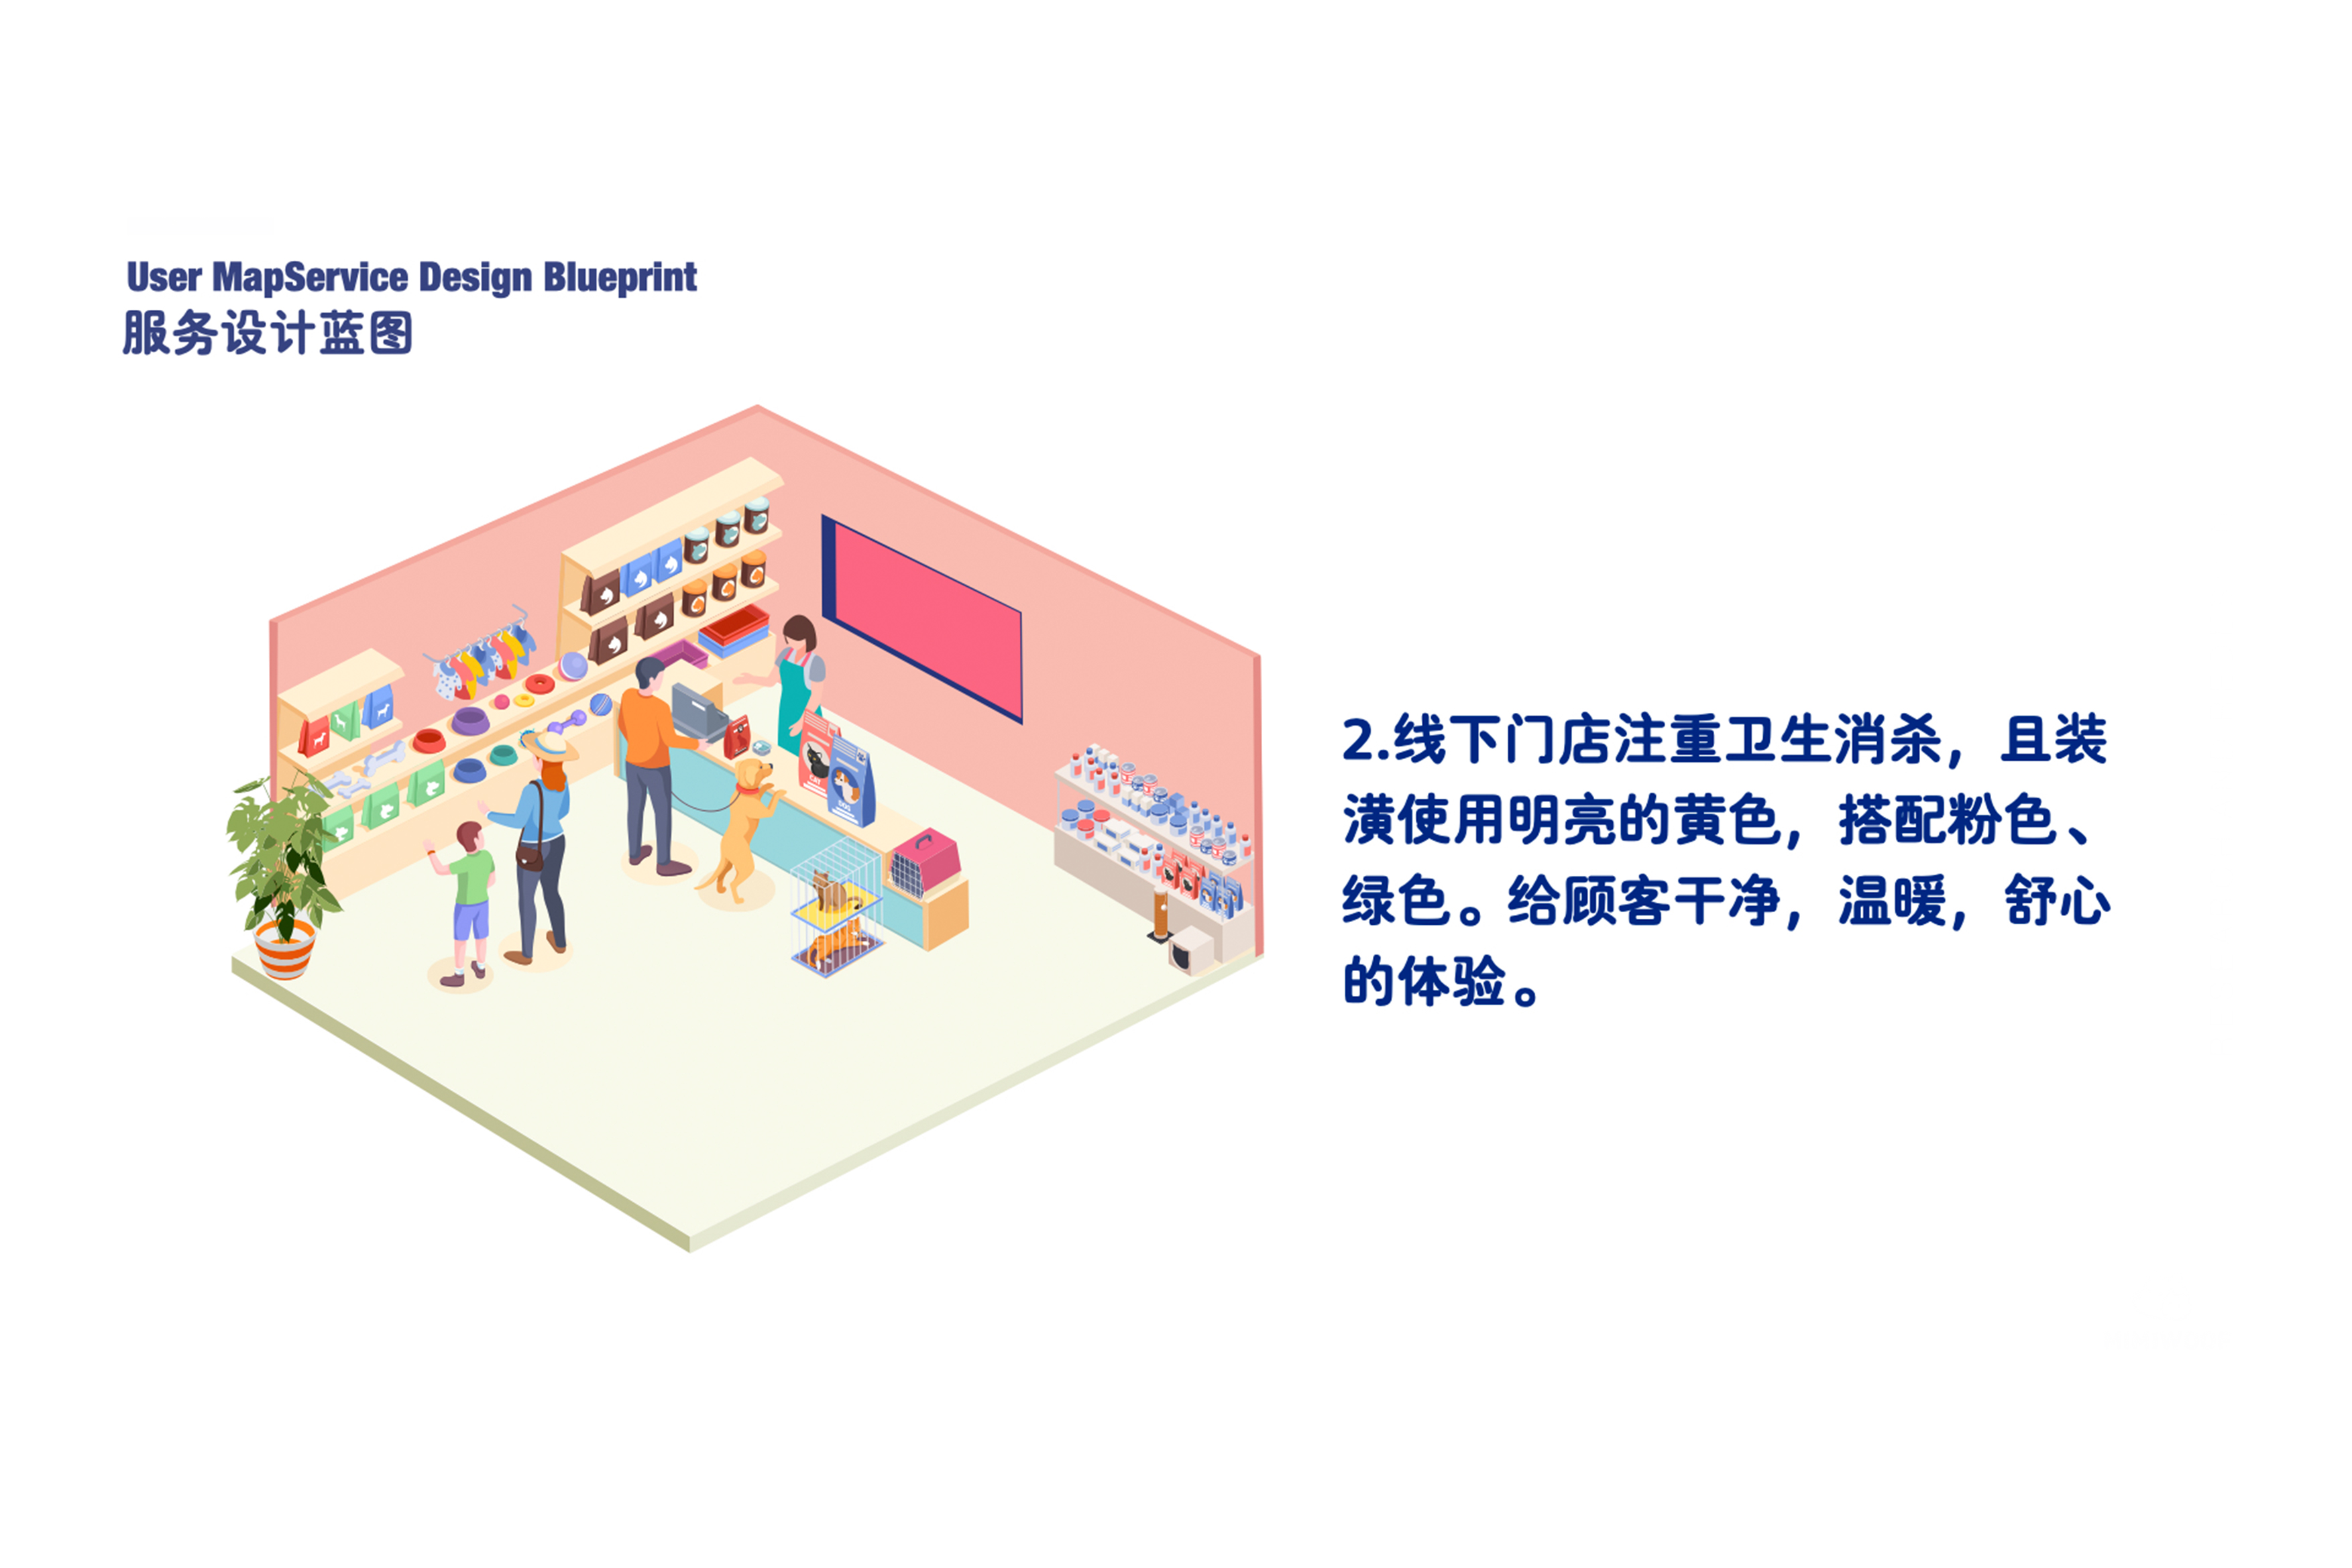 User MapService Design Blueprint
服务设计蓝图
2.线下门店注重卫生消杀，且装
潢使用明亮的黄色，搭配粉色、
绿色。给顾客干净，温暖，舒心
的体验。